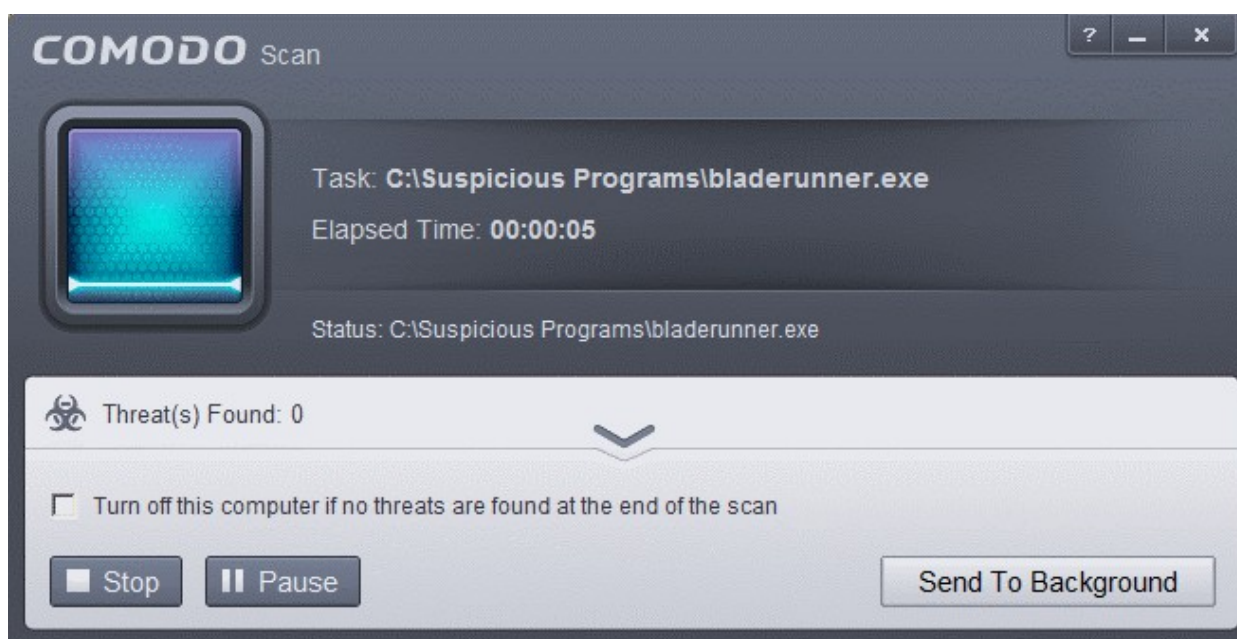 COMODO Scan
? – x
Task: C:\Suspicious Programs\bladerunner.exe
Elapsed Time: 00:00:05
Status: C:\Suspicious Programs\bladerunner.exe
Threat(s) Found: 0
Turn off this computer if no threats are found at the end of the scan
Stop Pause Send To Background